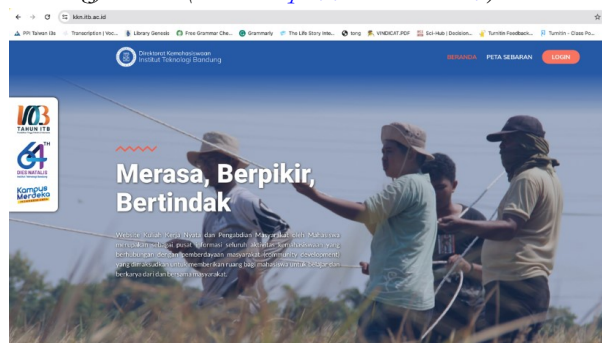 kkn.itb.ac.id
PPI Taiwan Idis
Transcription | Voc...
Library Genesis
Free Grammar Che...
Grammarly
The Life Story Inte...
tong
VINDICAT.PDF
Sci-Hub | Dedolen...
Turnitin Feedback...
Turnitin - Class Po...
Direktorat Kemahasiswaan
Institut Teknologi Bandung
BERANDA
PETA SEBARAN
LOGIN
103
TAHUN ITB
64TH
DIES NATALIS
Kampus
Merdeka
Merasa, Berpikir,
Bertindak
Website Kuliah Kerja Nyata dan Pengabdian Masyarakat oleh Mahasiswa
merupakan sebagai pusat informasi seluruh aktivitas kemahasiswaan yang
berhubungan dengan pemberdayaan masyarakat (community development)
yang dimaksudkan untuk memberikan ruang bagi mahasiswa untuk belajar dan
berkarya dari dan bersama masyarakat.